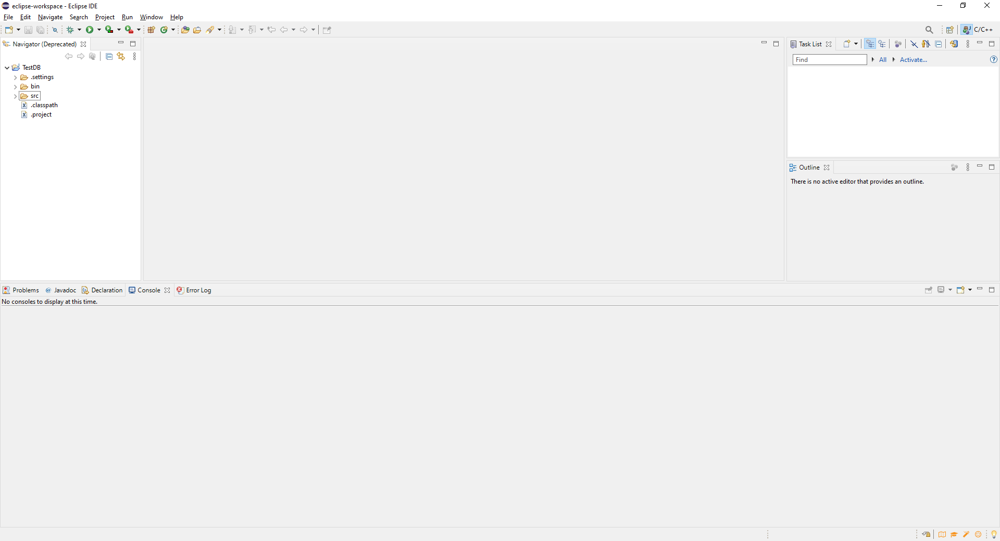 eclipse-workspace - Eclipse IDE
File Edit Navigate Search Project Run Window Help
C/C++
Navigator (Deprecated)
TestDB
.settings
bin
src
.classpath
.project
Task List
Find All Activate...
Outline
There is no active editor that provides an outline.
Problems @ Javadoc Declaration Console Error Log
No consoles to display at this time.